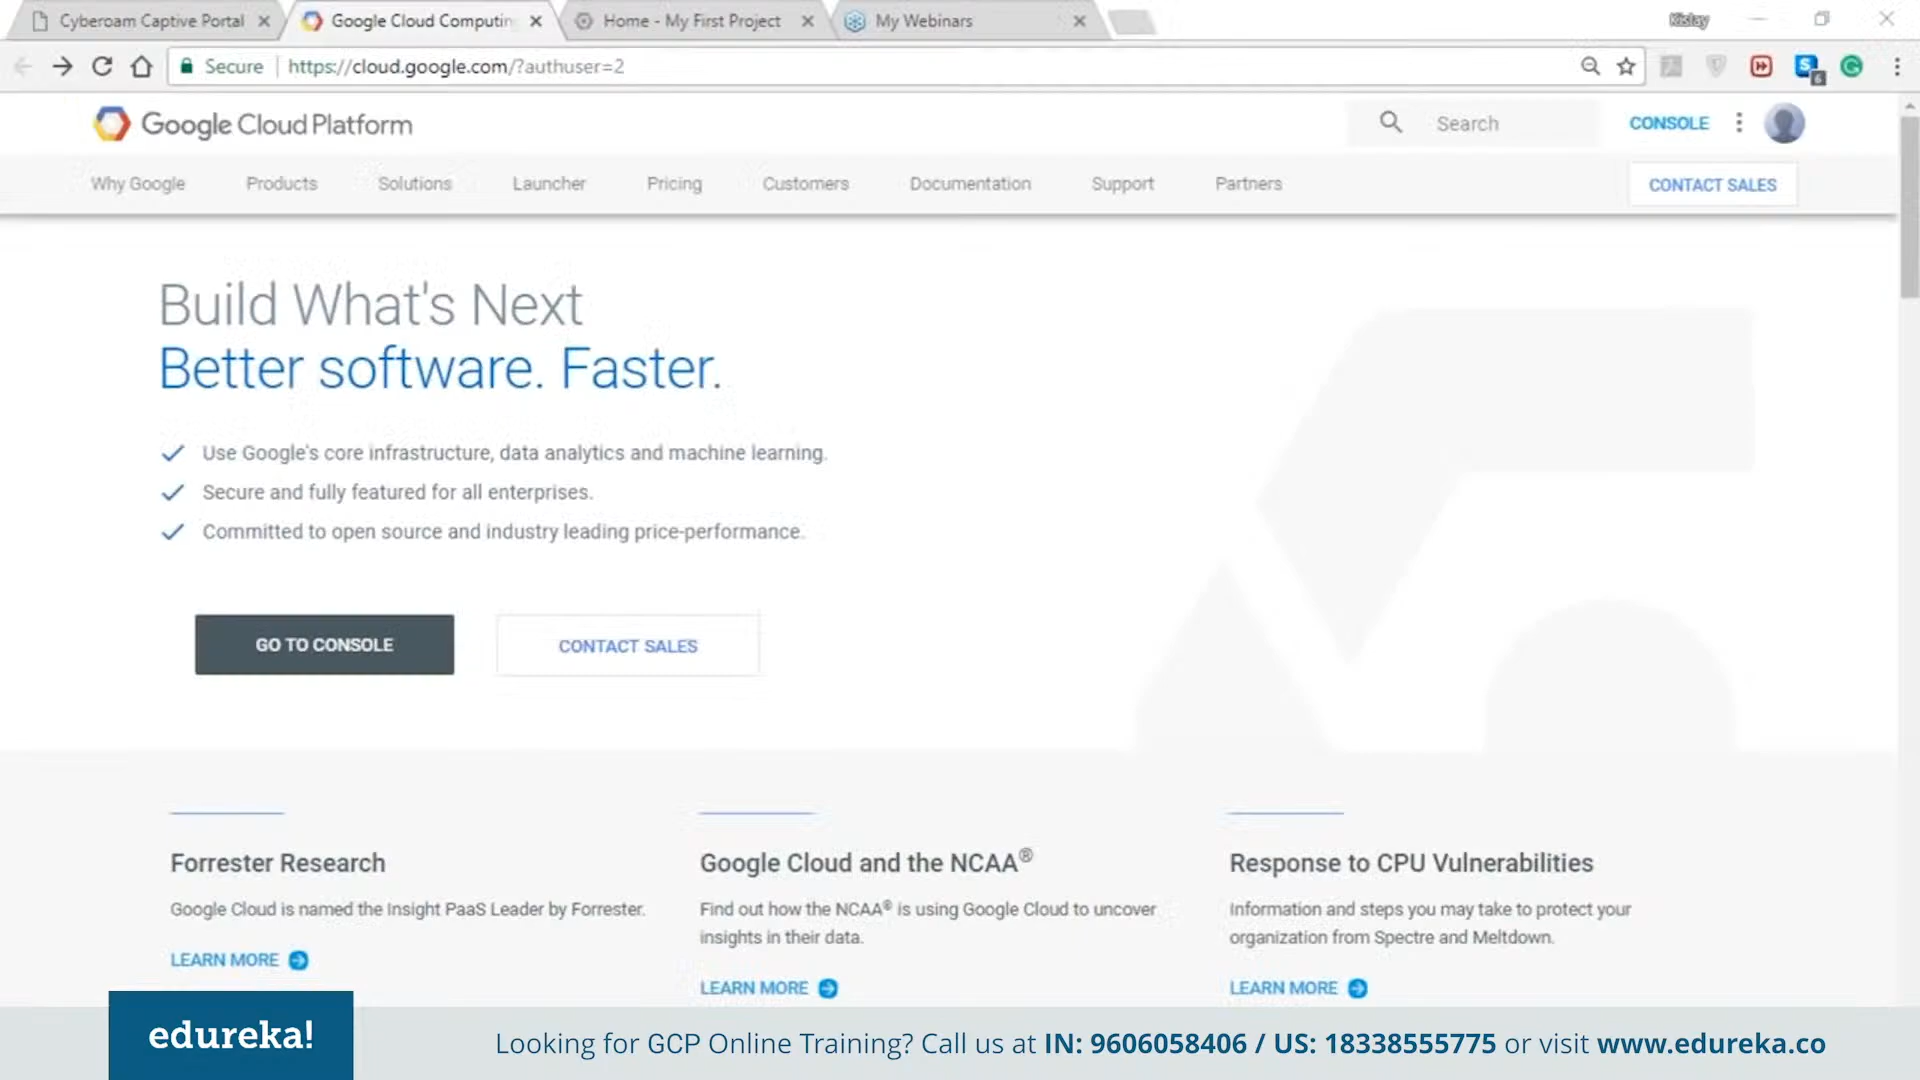 Cyberoam Captive Portal
Google Cloud Computin
Home - My First Project
My Webinars
Kislay
Secure
https://cloud.google.com/?authuser=2
S
6
G
Google Cloud Platform
Search
CONSOLE
Why Google
Products
Solutions
Launcher
Pricing
Customers
Documentation
Support
Partners
CONTACT SALES
Build What's Next
Better software. Faster.
Use Google's core infrastructure, data analytics and machine learning.
Secure and fully featured for all enterprises.
Committed to open source and industry leading price-performance.
GO TO CONSOLE
CONTACT SALES
Forrester Research
Google Cloud is named the Insight PaaS Leader by Forrester.
LEARN MORE
Google Cloud and the NCAA®
Find out how the NCAA® is using Google Cloud to uncover
insights in their data.
LEARN MORE
Response to CPU Vulnerabilities
Information and steps you may take to protect your
organization from Spectre and Meltdown.
LEARN MORE
edureka!
Looking for GCP Online Training? Call us at IN: 9606058406 / US: 18338555775 or visit www.edureka.co